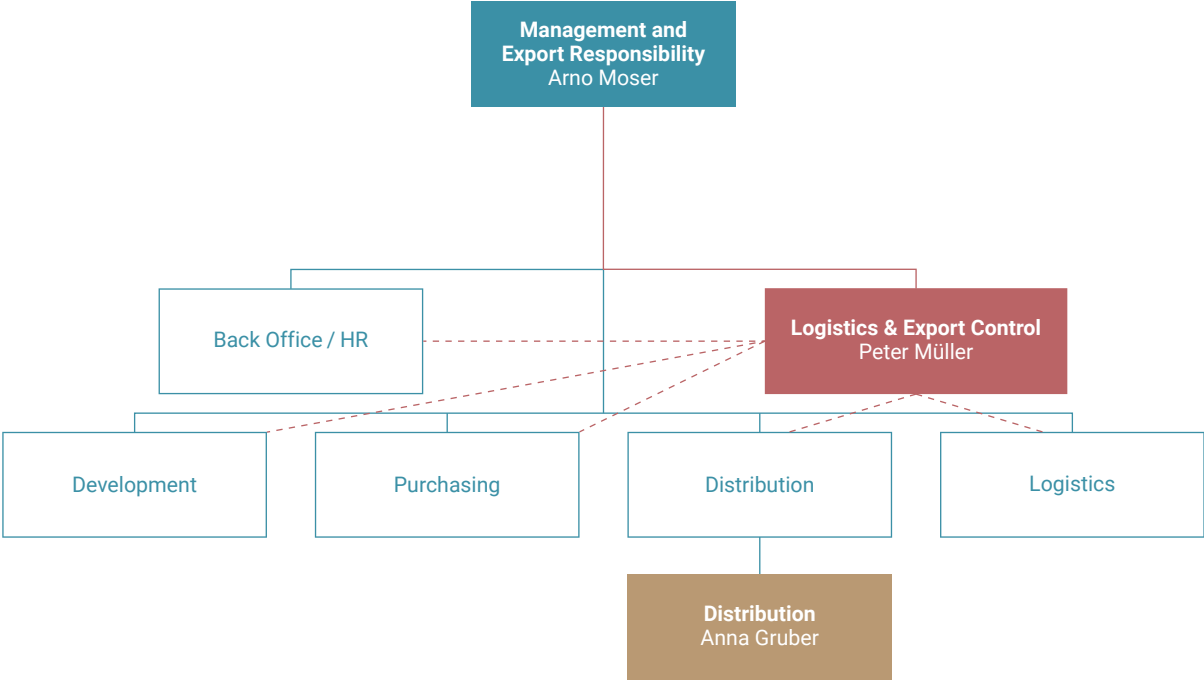 Management and
Export Responsibility
Arno Moser
Back Office / HR
Logistics & Export Control
Peter Müller
Development
Purchasing
Distribution
Logistics
Distribution
Anna Gruber